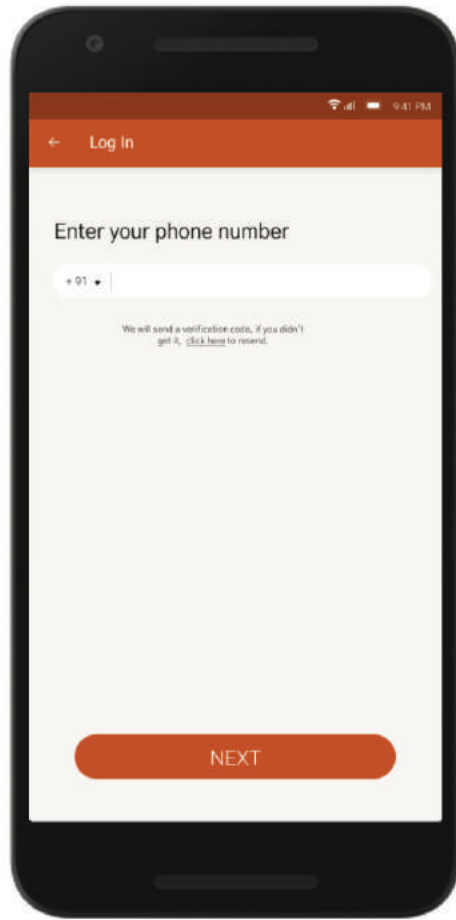 9:41 PM
Log In
Enter your phone number
+ 91
We will send a verification code, if you didn't
get it, click here to resend.
NEXT